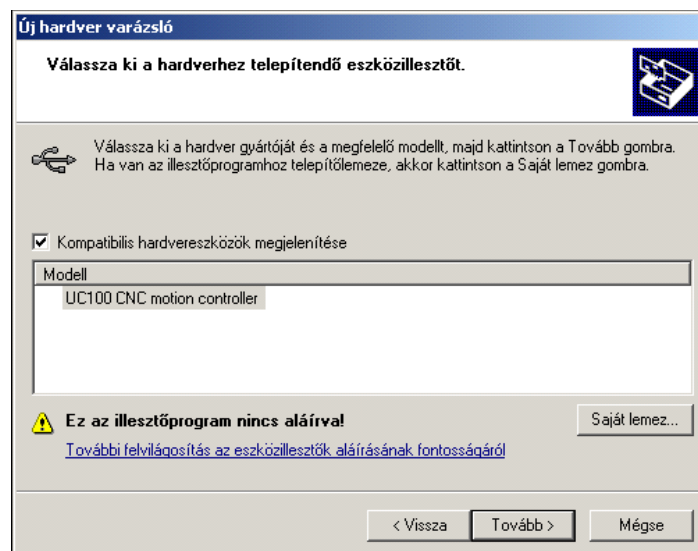 Új hardver varázsló
Válassza ki a hardverhez telepítendő eszközillesztőt.
Válassza ki a hardver gyártóját és a megfelelő modellt, majd kattintson a Tovább gombra.
Ha van az illesztőprogramhoz telepítőlemeze, akkor kattintson a Saját lemez gombra.
Kompatibilis hardvereszközök megjelenítése
Modell
UC100 CNC motion controller
Ez az illesztőprogram nincs aláírva!
Saját lemez...
További felvilágosítás az eszközillesztők aláírásának fontosságáról
< Vissza
Tovább >
Mégse